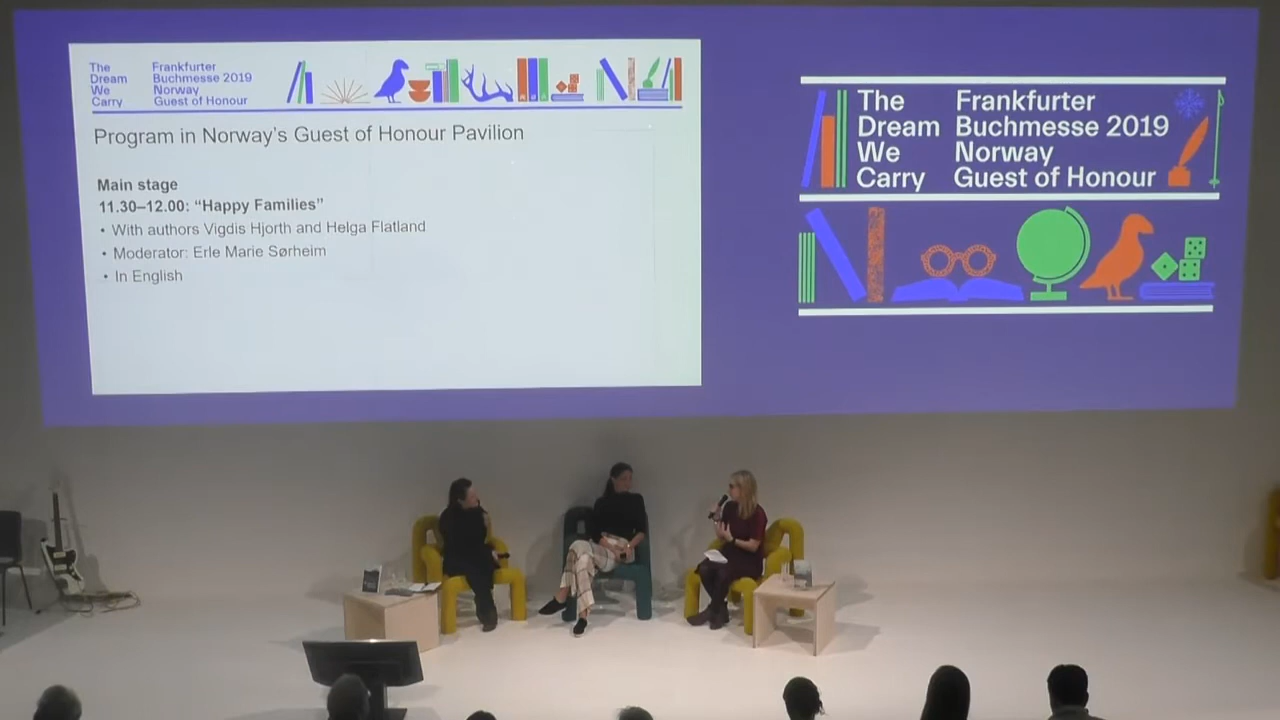 The
Dream
We
Carry
Frankfurter
Buchmesse 2019
Norway
Guest of Honour
Program in Norway's Guest of Honour Pavilion
Main stage
11.30–12.00: "Happy Families"
• With authors Vigdis Hjorth and Helga Flatland
• Moderator: Erle Marie Sørheim
• In English
The
Dream
We
Carry
Frankfurter
Buchmesse 2019
Norway
Guest of Honour